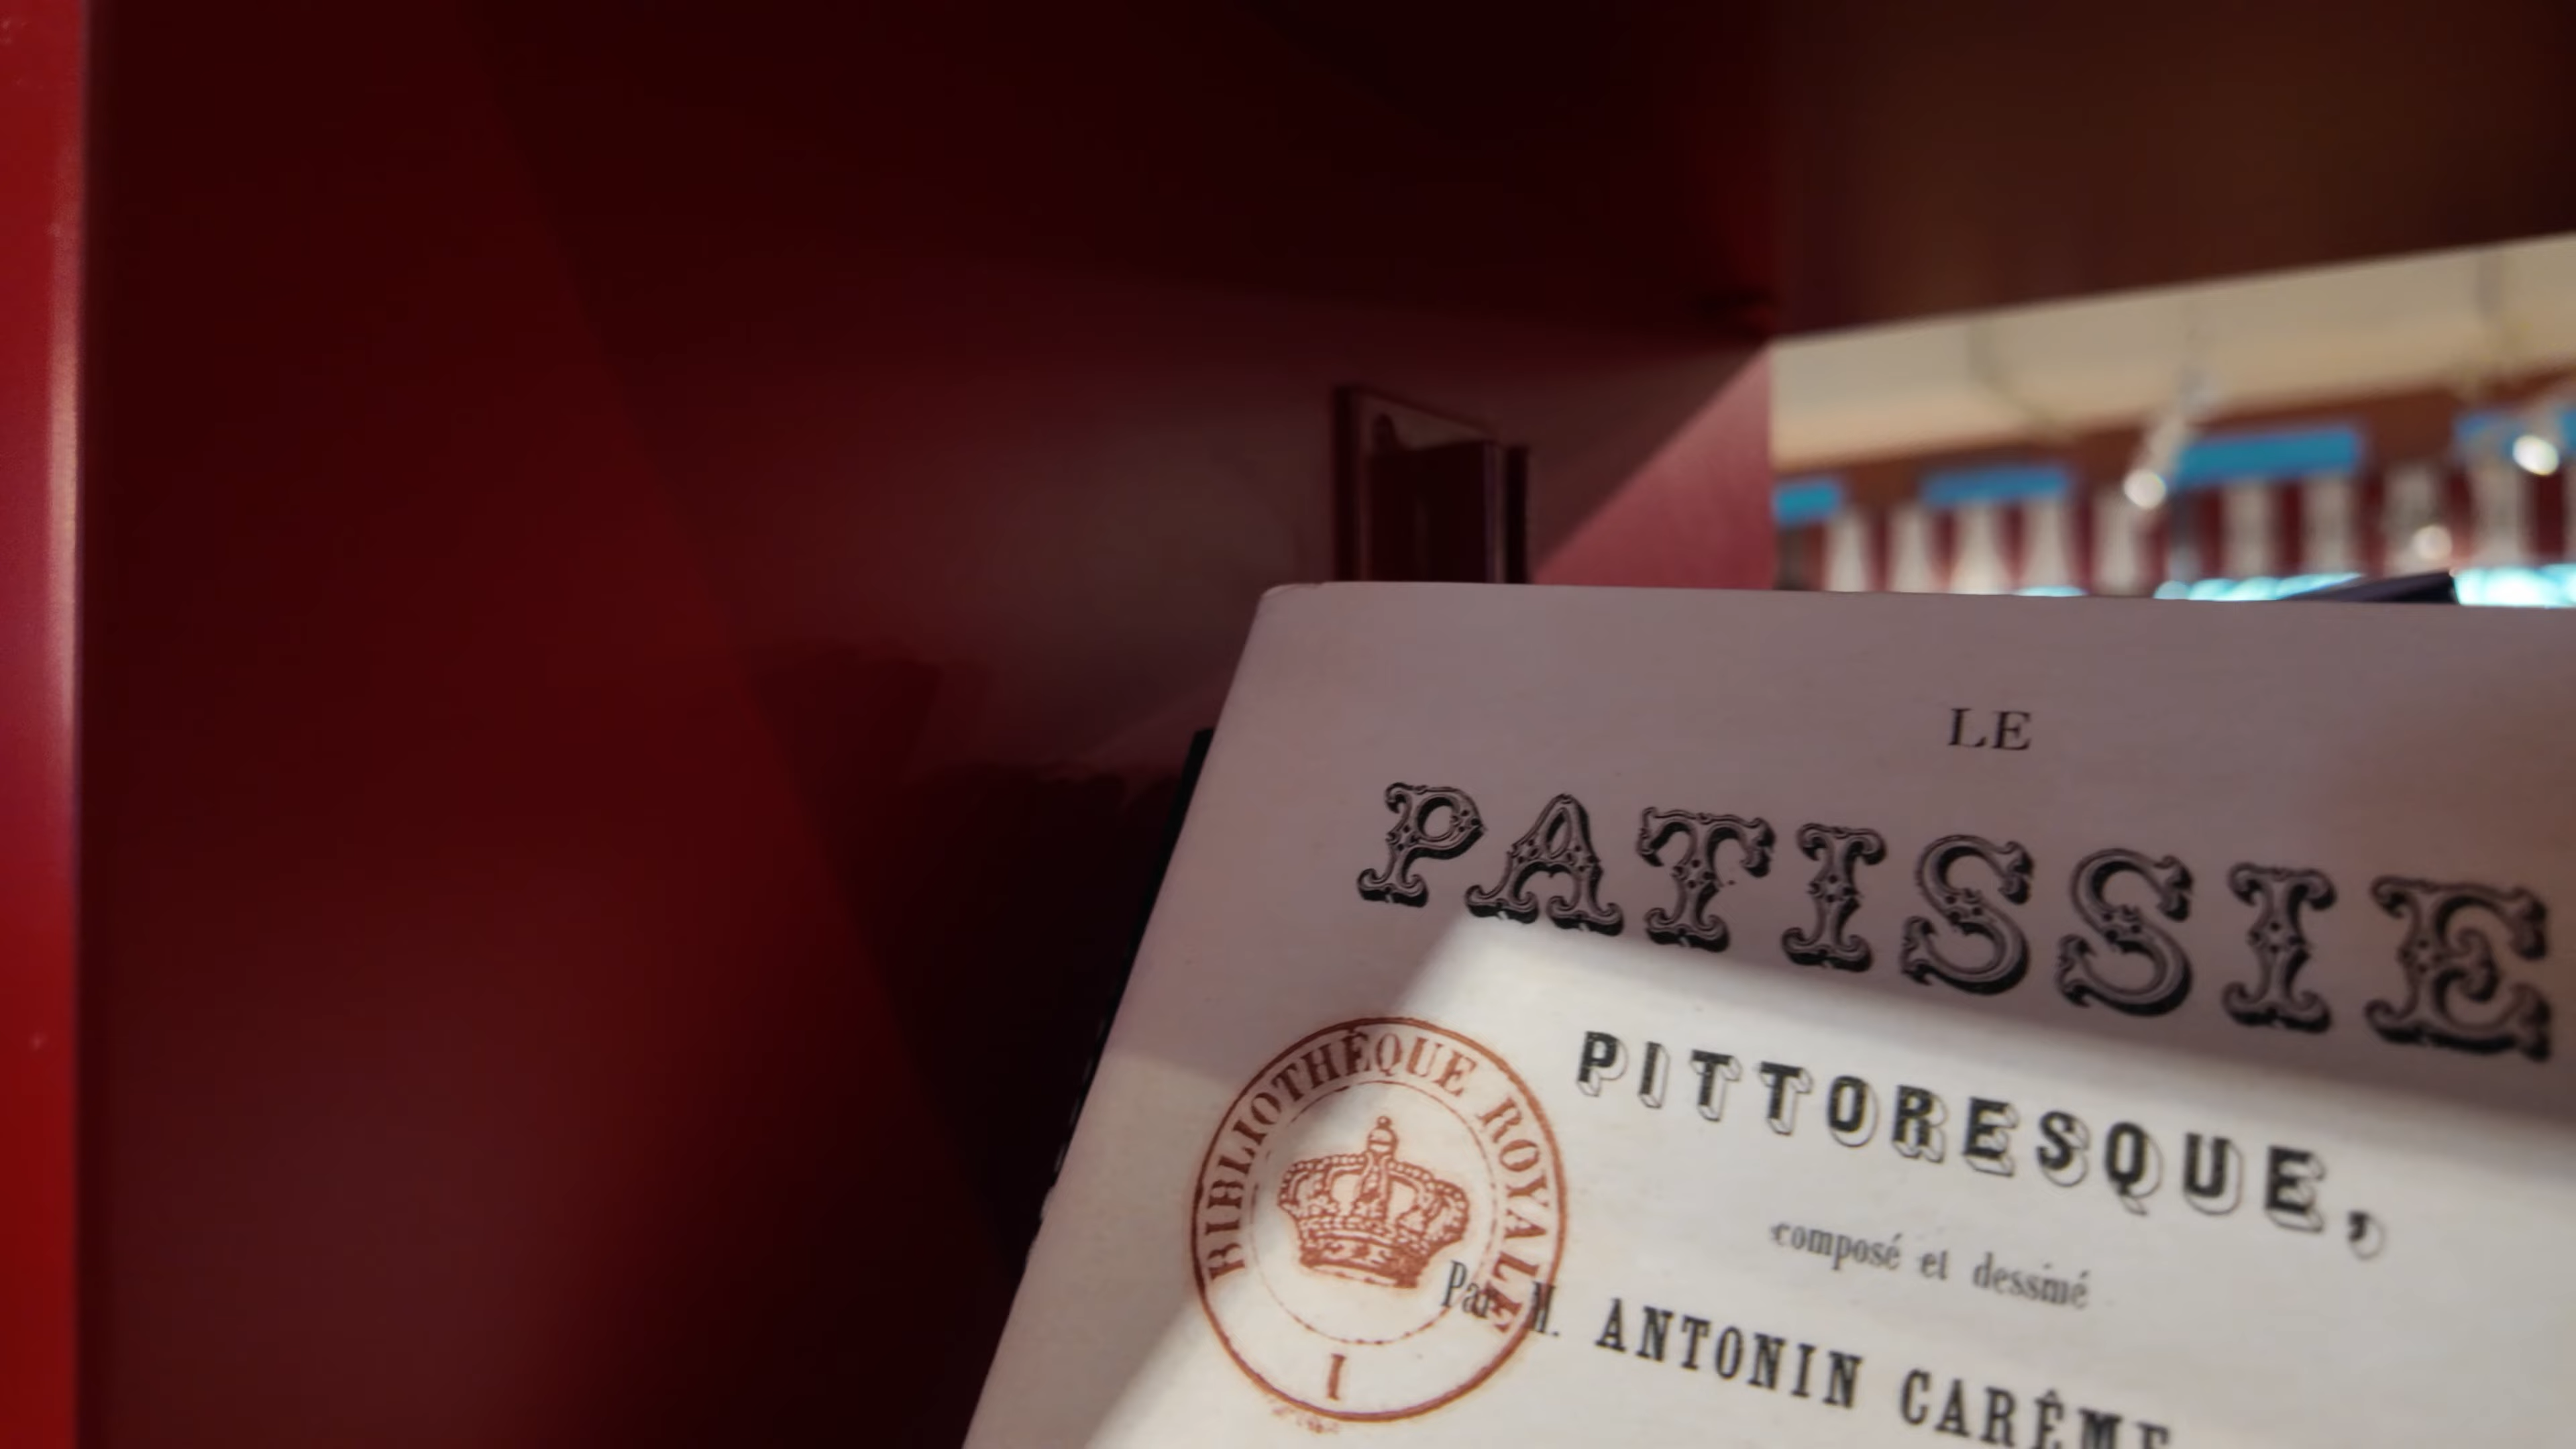 LE
PATISSIE
PITTORESQUE,
composé et dessiné
Par M. ANTONIN CARÊME
BIBLIOTHÈQUE ROYALE
I